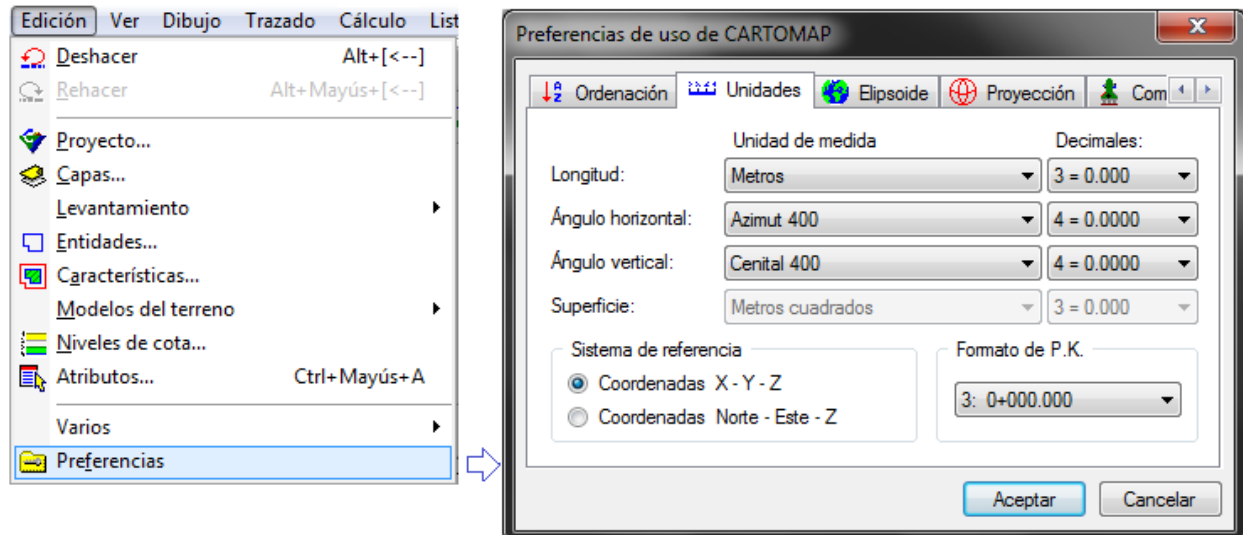 Edición Ver Dibujo Trazado Cálculo List
Deshacer Alt+[<--]
Rehacer Alt+Mayús+[<--]
Proyecto...
Capas...
Levantamiento
Entidades...
Características...
Modelos del terreno
Niveles de cota...
Atributos... Ctrl+Mayús+A
Varios
Preferencias
Preferencias de uso de CARTOMAP
Ordenación Unidades Elipsoide Proyección Com
Unidad de medida Decimales:
Longitud: Metros 3 = 0.000
Ángulo horizontal: Azimut 400 4 = 0.0000
Ángulo vertical: Cenital 400 4 = 0.0000
Superficie: Metros cuadrados 3 = 0.000
Sistema de referencia Formato de P.K.
Coordenadas X - Y - Z
3: 0+000.000
Coordenadas Norte - Este - Z
Aceptar Cancelar